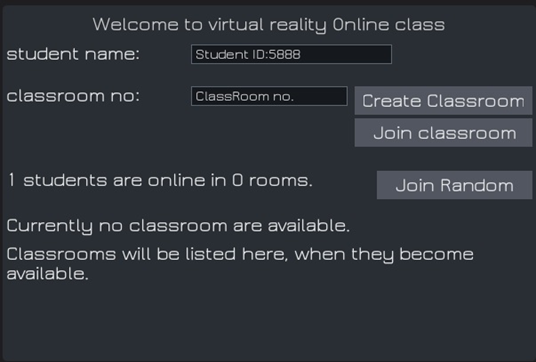 Welcome to virtual reality Online class
student name:
Student ID:5888
classroom no:
ClassRoom no.
Create Classroom
Join classroom
1 students are online in 0 rooms.
Join Random
Currently no classroom are available.
Classrooms will be listed here, when they become
available.